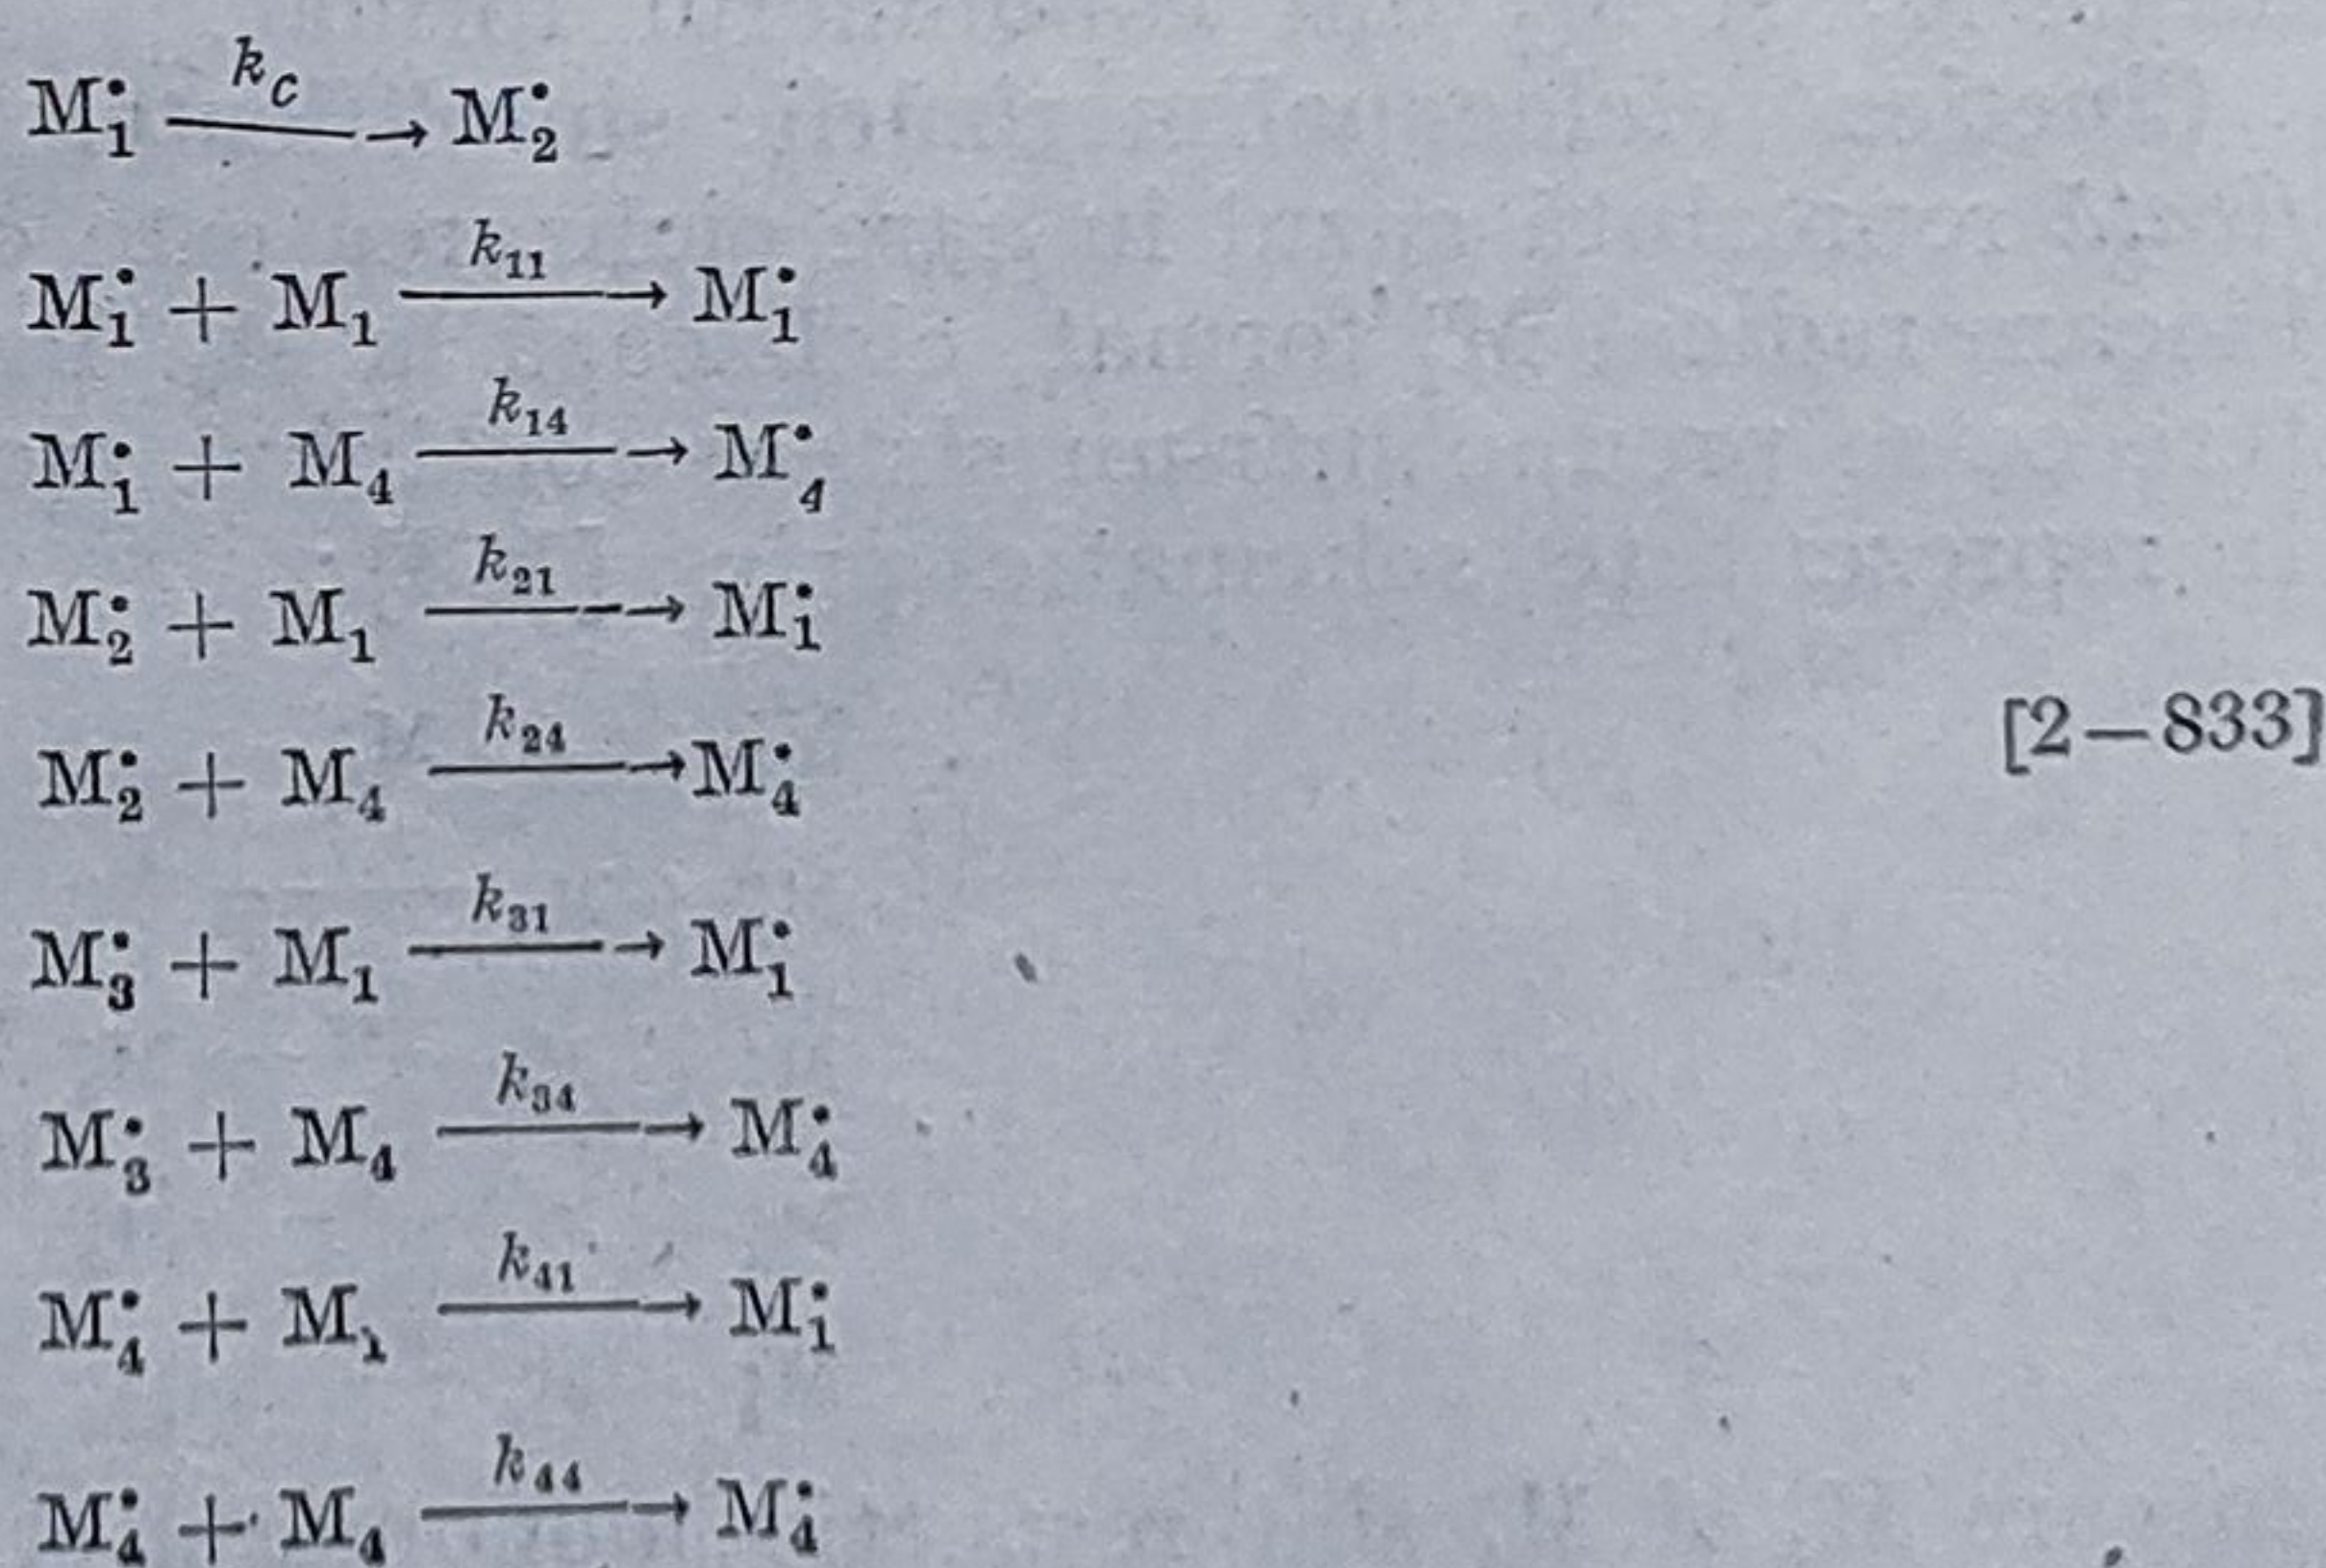 M₁• k_C → M₂•
M₁• + M₁ k₁₁ → M₁•
M₁• + M₄ k₁₄ → M₄•
M₂• + M₁ k₂₁ → M₁•
M₂• + M₄ k₂₄ → M₄• [2—833]
M₃• + M₁ k₃₁ → M₁•
M₃• + M₄ k₃₄ → M₄•
M₄• + M₁ k₄₁ → M₁•
M₄• + M₄ k₄₄ → M₄•